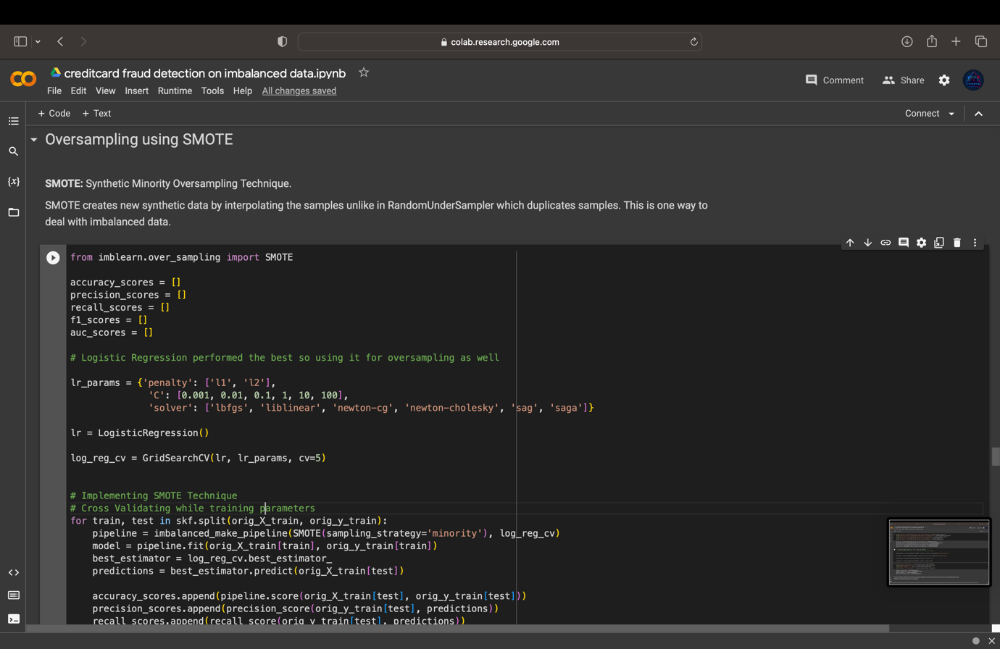 colab.research.google.com
creditcard fraud detection on imbalanced data.ipynb
File Edit View Insert Runtime Tools Help All changes saved
Comment Share
+ Code + Text
Connect
Oversampling using SMOTE
SMOTE: Synthetic Minority Oversampling Technique.
SMOTE creates new synthetic data by interpolating the samples unlike in RandomUnderSampler which duplicates samples. This is one way to
deal with imbalanced data.
from imblearn.over_sampling import SMOTE
accuracy_scores = []
precision_scores = []
recall_scores = []
f1_scores = []
auc_scores = []
# Logistic Regression performed the best so using it for oversampling as well
lr_params = {'penalty': ['l1', 'l2'],
'C': [0.001, 0.01, 0.1, 1, 10, 100],
'solver': ['lbfgs', 'liblinear', 'newton-cg', 'newton-cholesky', 'sag', 'saga']}
lr = LogisticRegression()
log_reg_cv = GridSearchCV(lr, lr_params, cv=5)
# Implementing SMOTE Technique
# Cross Validating while training parameters
for train, test in skf.split(orig_X_train, orig_y_train):
pipeline = imbalanced_make_pipeline(SMOTE(sampling_strategy='minority'), log_reg_cv)
model = pipeline.fit(orig_X_train[train], orig_y_train[train])
best_estimator = log_reg_cv.best_estimator_
predictions = best_estimator.predict(orig_X_train[test])
accuracy_scores.append(pipeline.score(orig_X_train[test], orig_y_train[test]))
precision_scores.append(precision_score(orig_y_train[test], predictions))
recall_scores.append(recall_score(orig_y_train[test], predictions))